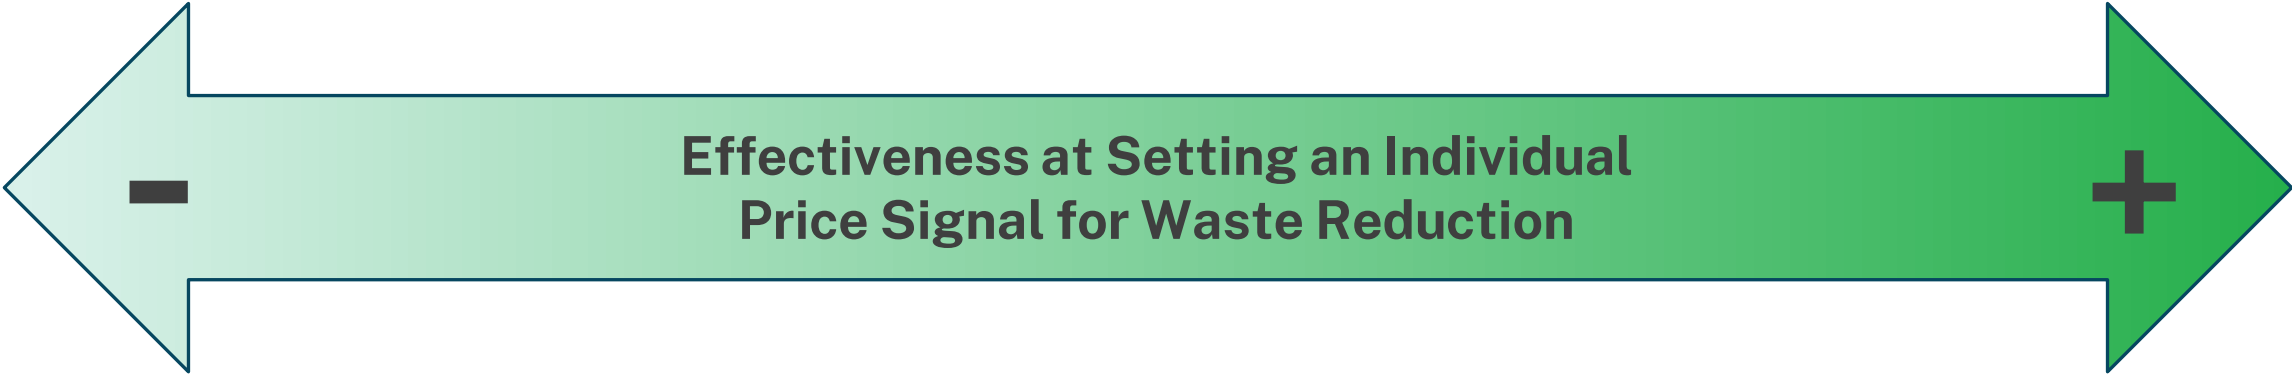 Effectiveness at Setting an Individual
Price Signal for Waste Reduction
- +